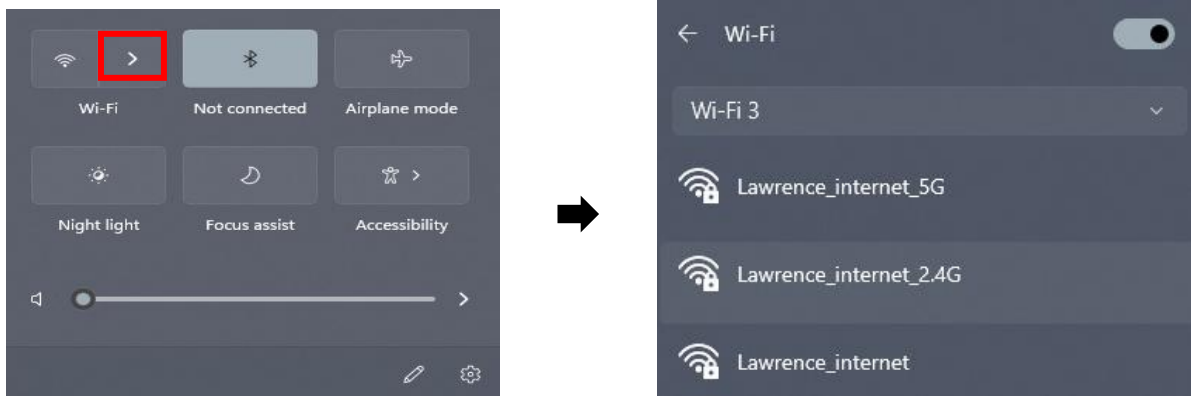 Wi-Fi Not connected Airplane mode
Night light Focus assist Accessibility
Wi-Fi
Wi-Fi 3
Lawrence_internet_5G
Lawrence_internet_2.4G
Lawrence_internet